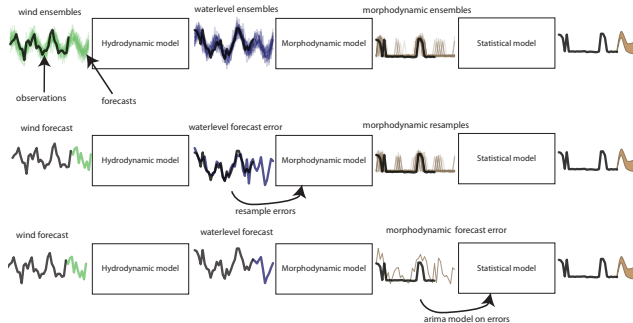 wind ensembles
waterlevel ensembles
morphodynamic ensembles
Hydrodynamic model
Morphodynamic model
Statistical model
observations
forecasts
wind forecast
waterlevel forecast error
morphodynamic resamples
Hydrodynamic model
Morphodynamic model
Statistical model
resample errors
wind forecast
waterlevel forecast
morphodynamic forecast error
Hydrodynamic model
Morphodynamic model
Statistical model
arima model on errors